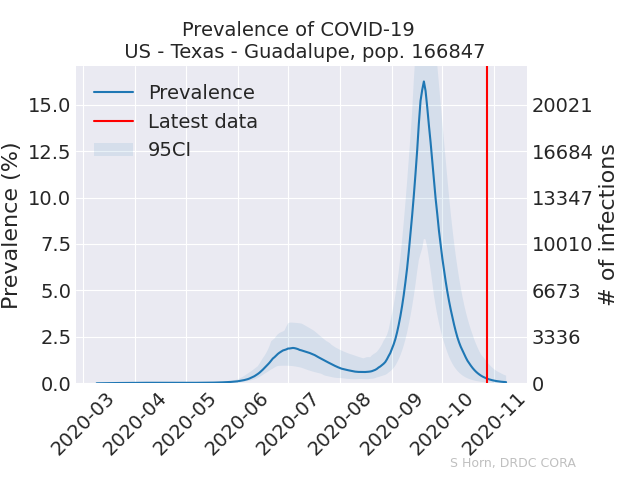 Prevalence of COVID-19
US - Texas - Guadalupe, pop. 166847
Prevalence
Latest data
95CI
Prevalence (%)
15.0
12.5
10.0
7.5
5.0
2.5
0.0
20021
16684
13347
10010
6673
3336
0
# of infections
2020-03
2020-04
2020-05
2020-06
2020-07
2020-08
2020-09
2020-10
2020-11
S Horn, DRDC CORA